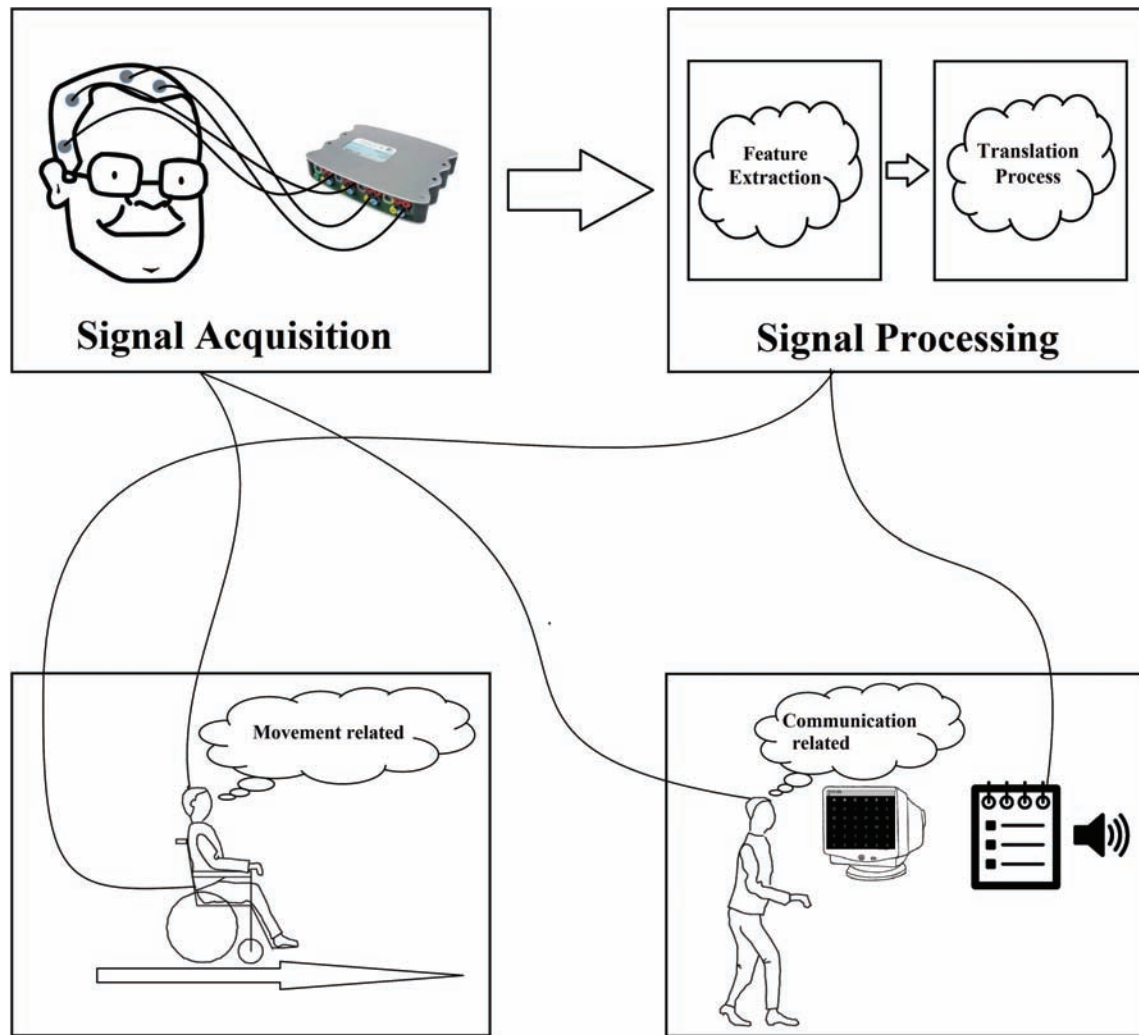 Feature
Extraction
Translation
Process
Signal Acquisition
Signal Processing
Movement related
Communication
related